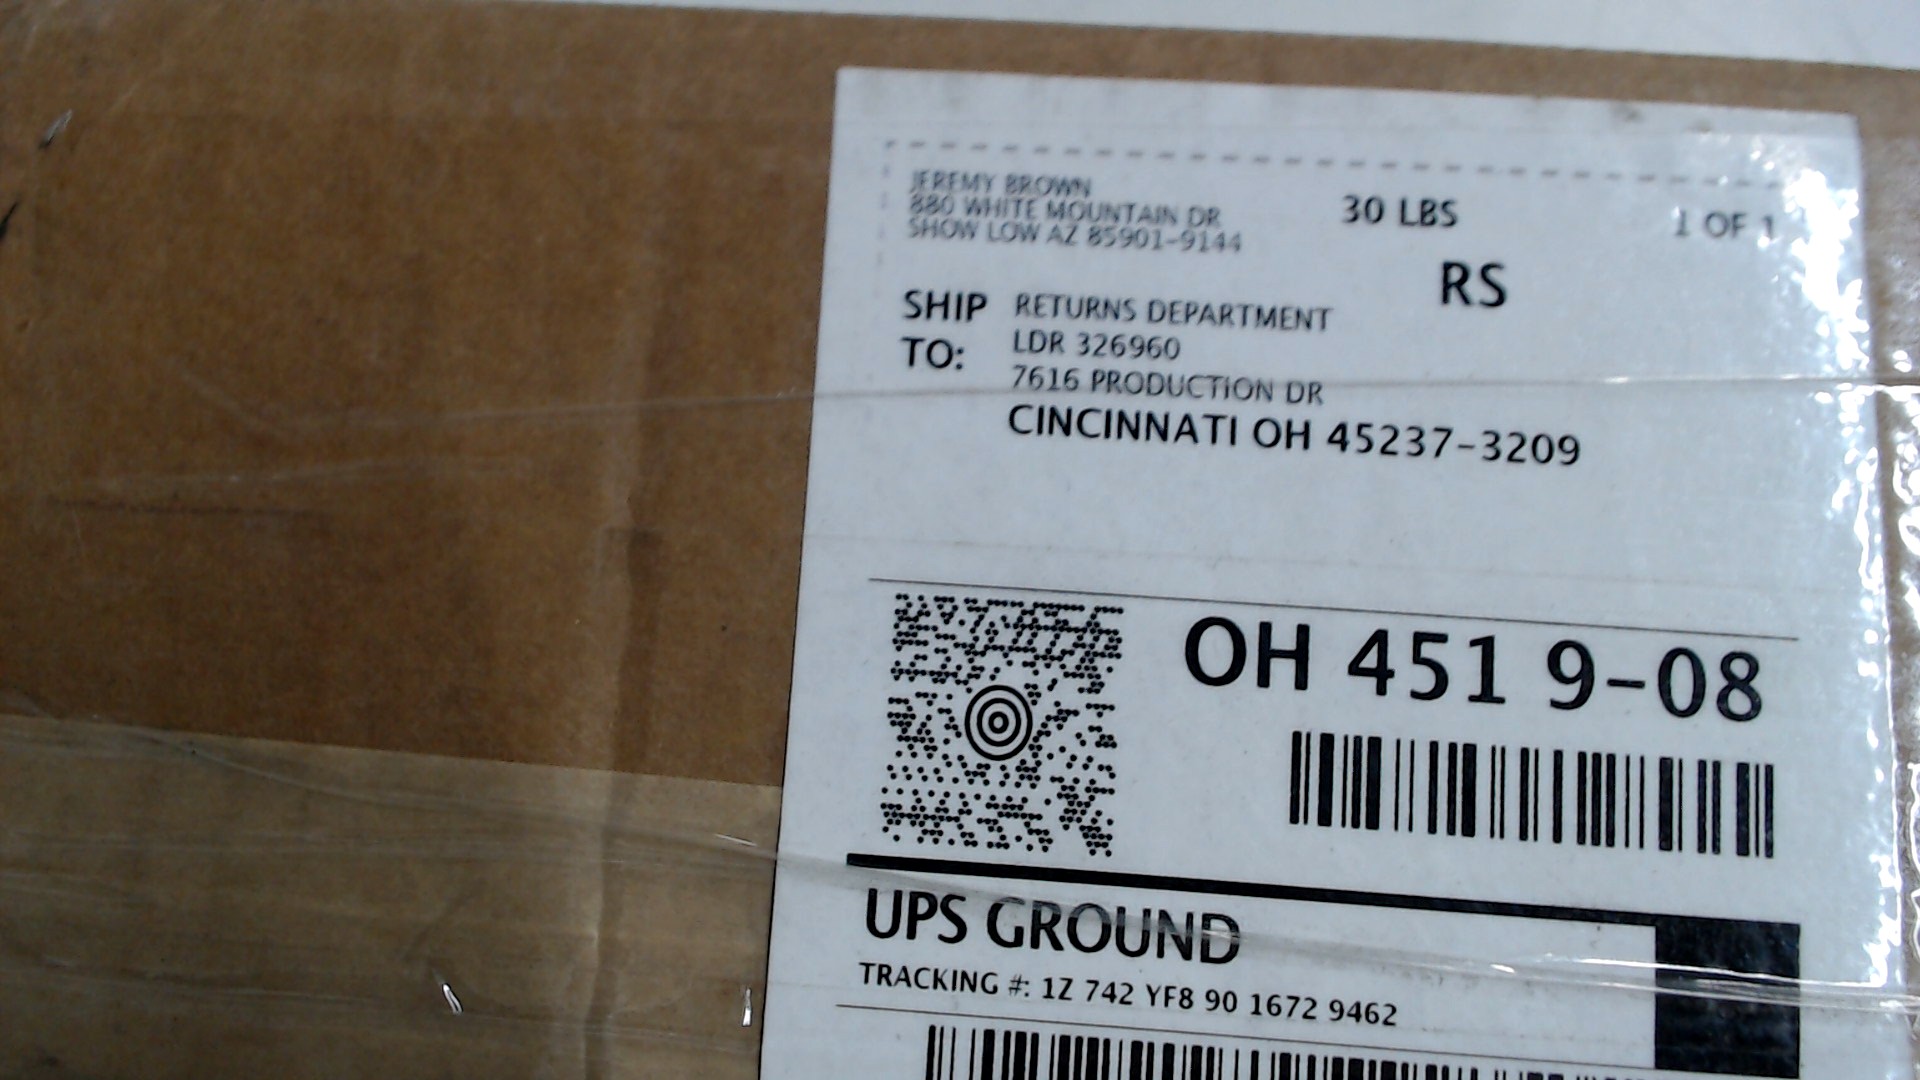 JEREMY BROWN
880 WHITE MOUNTAIN DR
SHOW LOW AZ 85901-9144
30 LBS
1 OF 1
RS
SHIP TO:
RETURNS DEPARTMENT
LDR 326960
7616 PRODUCTION DR
CINCINNATI OH 45237-3209
OH 451 9-08
UPS GROUND
TRACKING #: 1Z 742 YF8 90 1672 9462